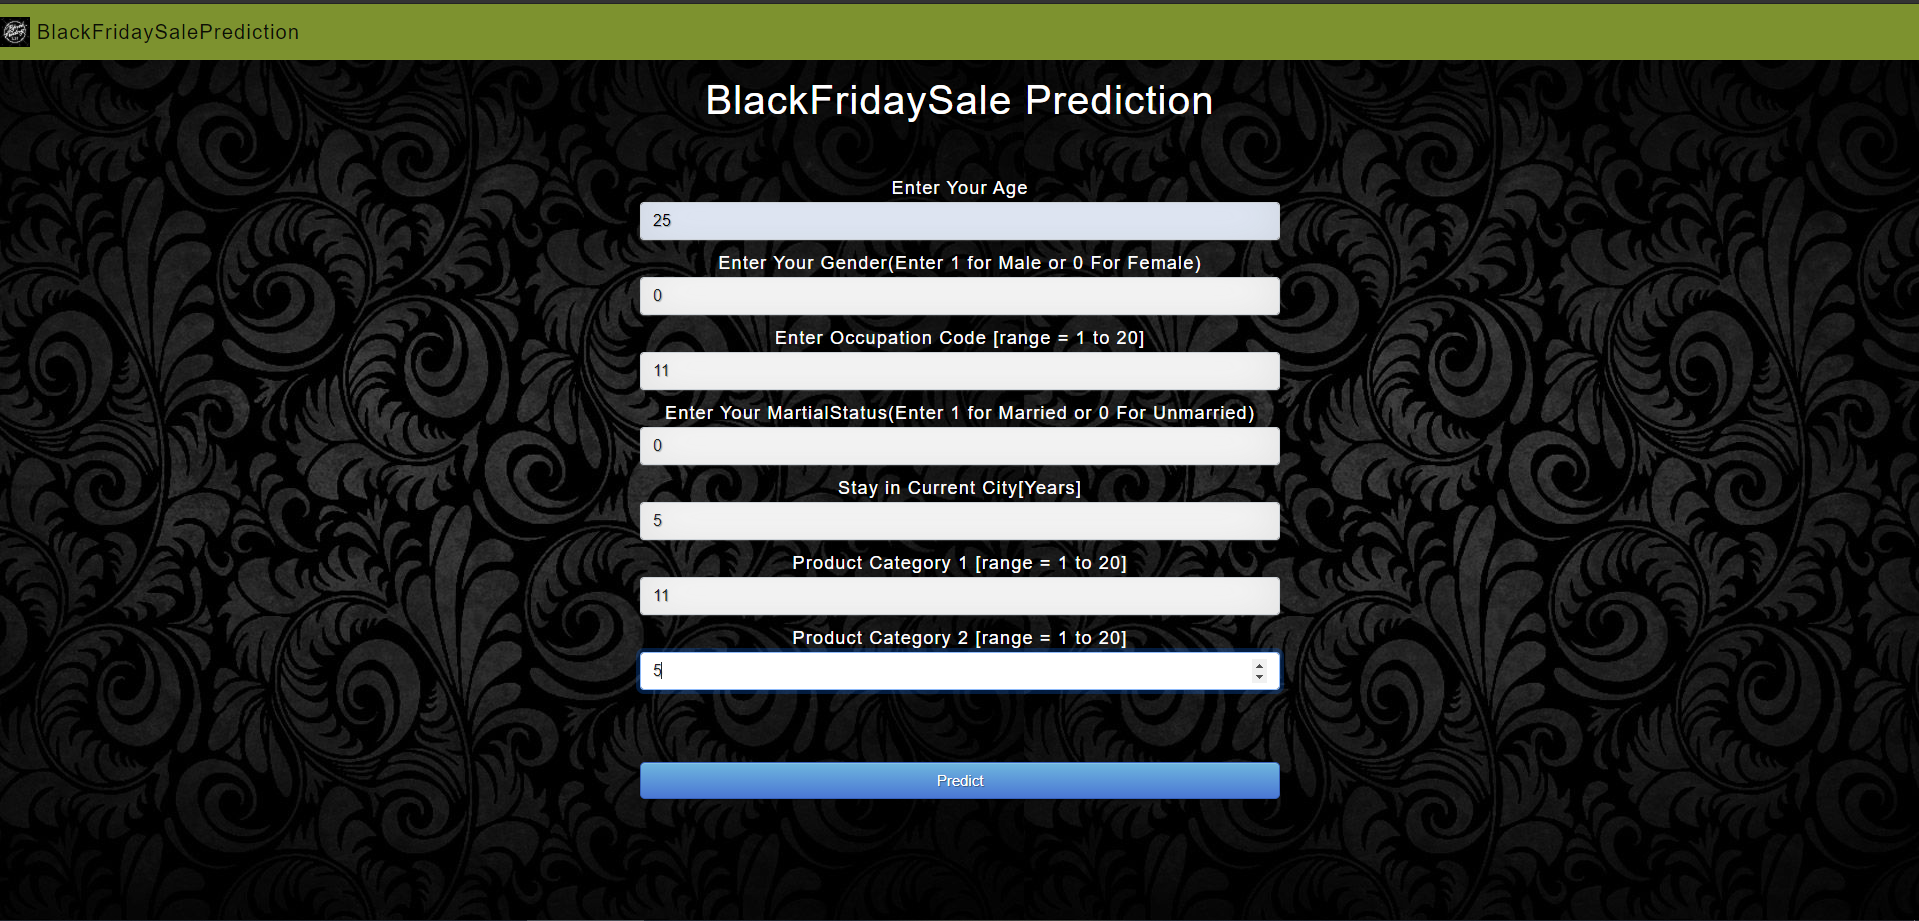 BlackFridaySalePrediction
BlackFridaySale Prediction
Enter Your Age
25
Enter Your Gender(Enter 1 for Male or 0 For Female)
0
Enter Occupation Code [range = 1 to 20]
11
Enter Your MartialStatus(Enter 1 for Married or 0 For Unmarried)
0
Stay in Current City[Years]
5
Product Category 1 [range = 1 to 20]
11
Product Category 2 [range = 1 to 20]
5
Predict